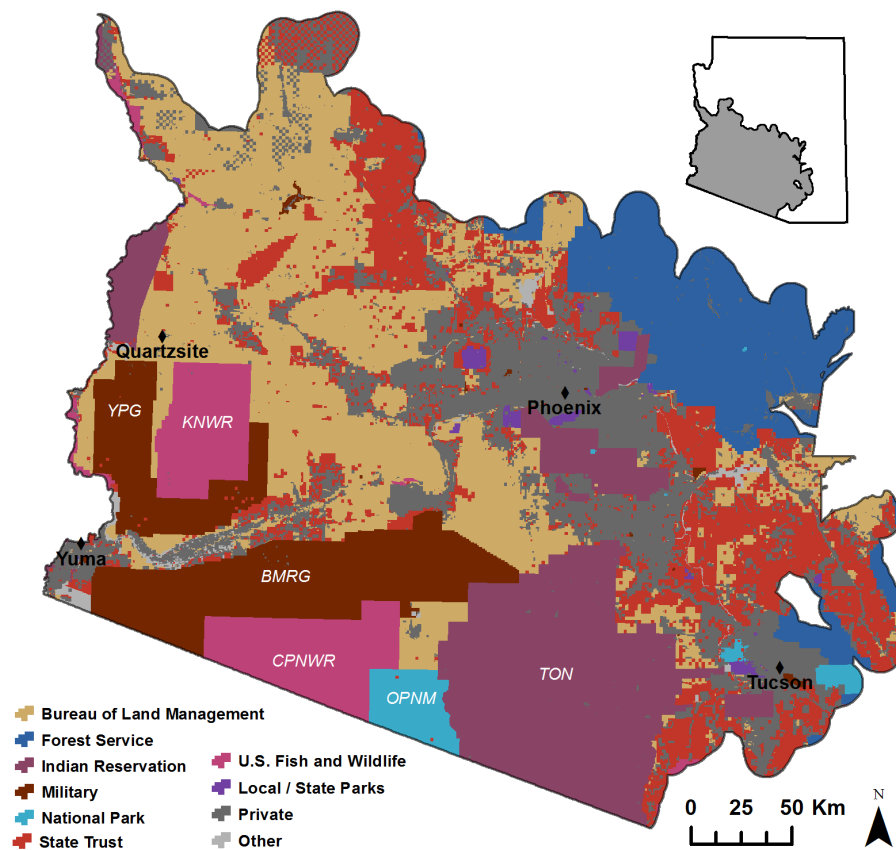 Quartzsite
YPG
KNWR
Phoenix
Yuma
BMRG
CPNWR
OPNM
TON
Tucson
Bureau of Land Management
Forest Service
Indian Reservation
Military
National Park
State Trust
U.S. Fish and Wildlife
Local / State Parks
Private
Other
0 25 50 Km
N